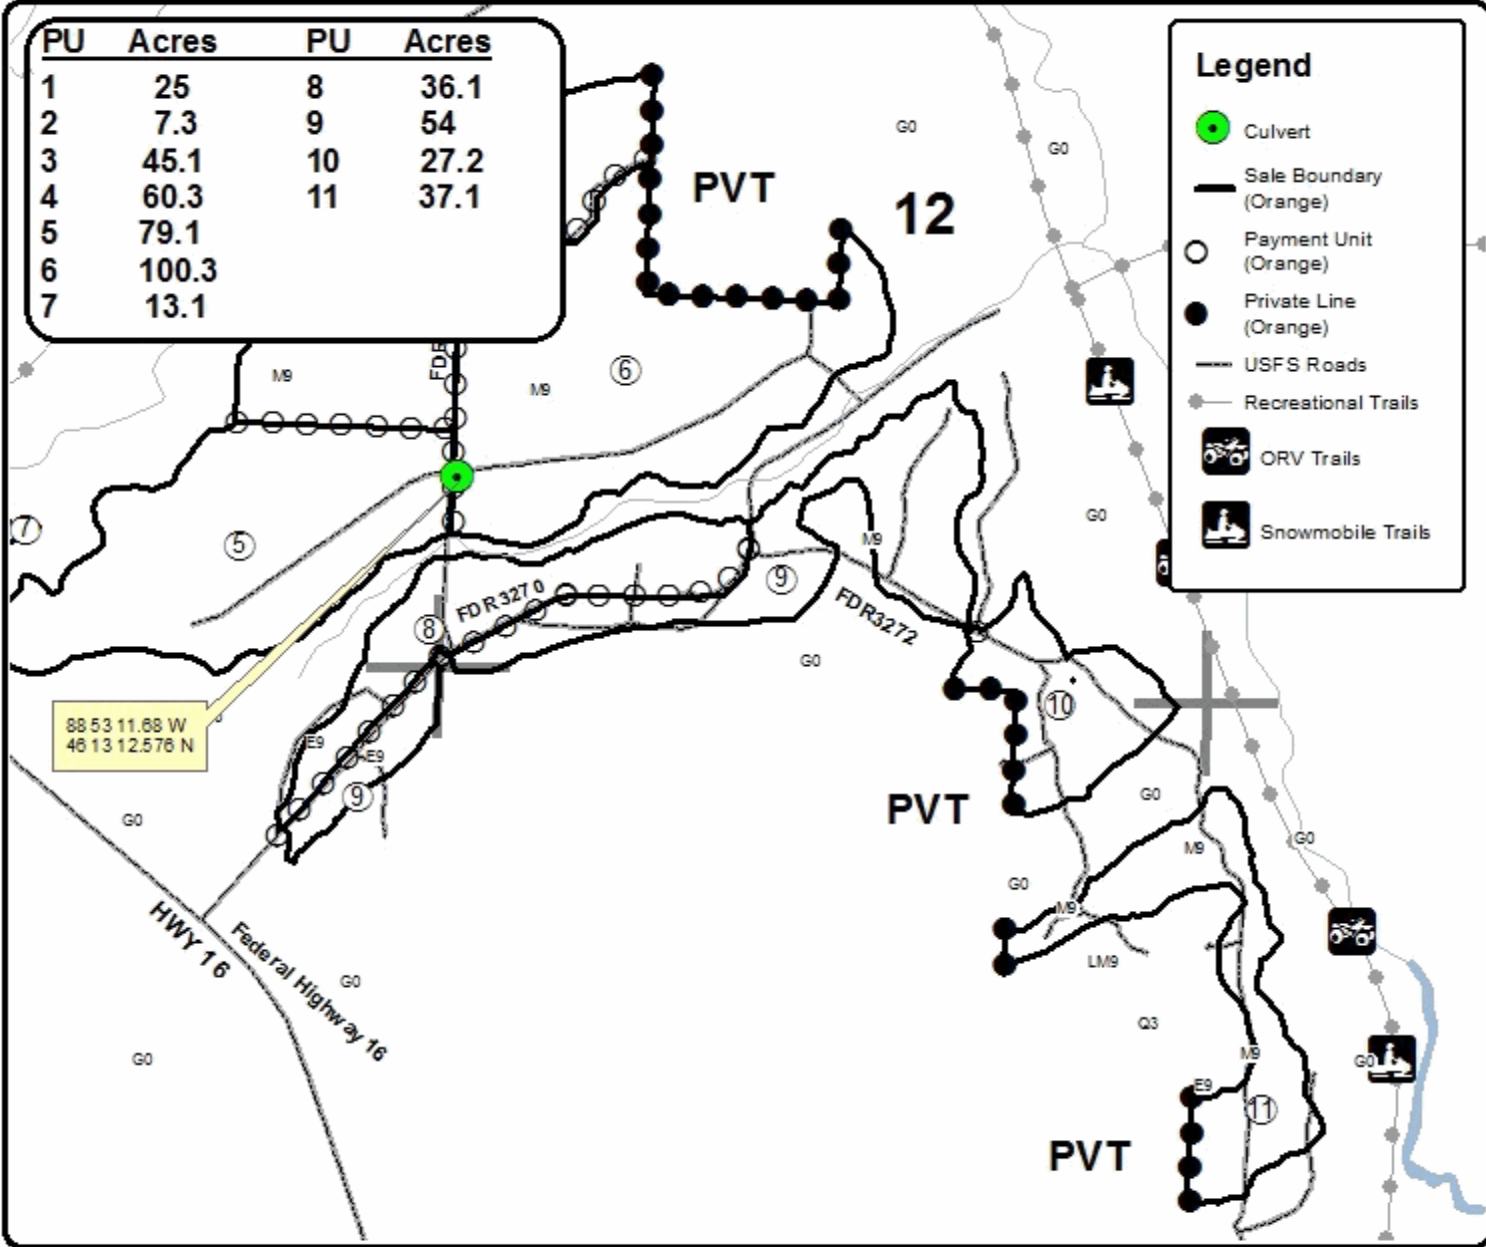 PU Acres PU Acres
1 25 8 36.1
2 7.3 9 54
3 45.1 10 27.2
4 60.3 11 37.1
5 79.1
6 100.3
7 13.1
Legend
Culvert
Sale Boundary
(Orange)
Payment Unit
(Orange)
Private Line
(Orange)
USFS Roads
Recreational Trails
ORV Trails
Snowmobile Trails
G0
G0
PVT
12
M9
M9
6
7
5
G0
M9
9
FDR3270
FDR3272
8
G0
10
88 53 11.68 W
46 13 12.576 N
E9
E9
9
G0
PVT
G0
G0
M9
G0
M9
HWY 16
Federal Highway 16
LM9
G0
Q3
G0
M9
G0
E9
11
PVT